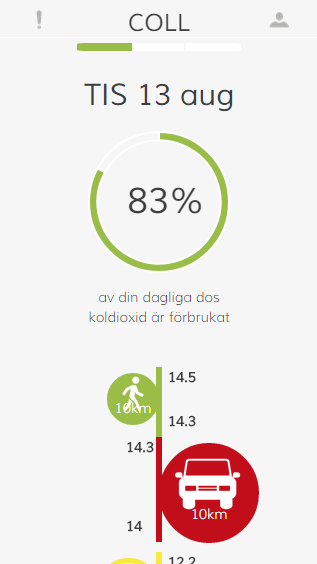 COLL
TIS 13 aug
83%
av din dagliga dos
koldioxid är förbrukat
14.5
10km
14.3
14.3
10km
14
12.2